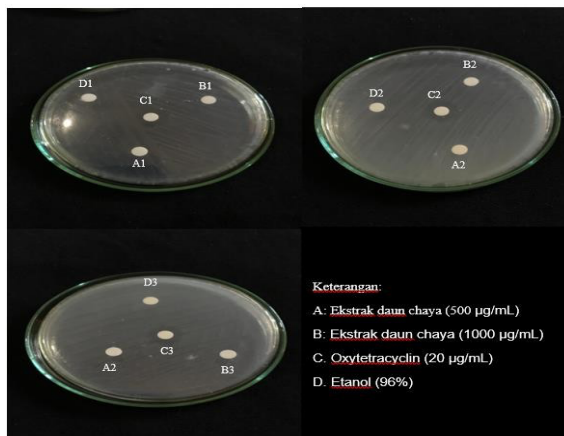 D1
C1
B1
A1
B2
D2
C2
A2
D3
C3
A2
B3
Keterangan:
A: Ekstrak daun chaya (500 µg/mL)
B: Ekstrak daun chaya (1000 µg/mL)
C. Oxytetracyclin (20 µg/mL)
D. Etanol (96%)